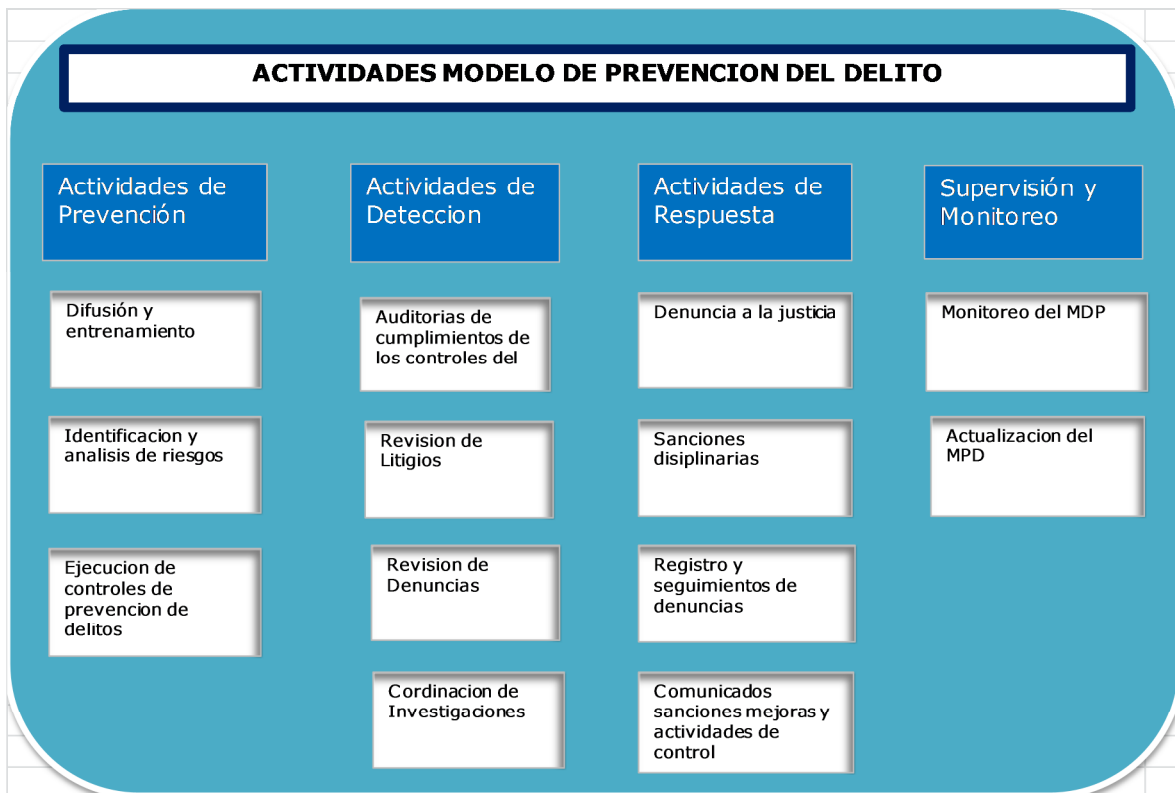 ACTIVIDADES MODELO DE PREVENCION DEL DELITO
Actividades de
Prevención
Difusión y
entrenamiento
Identificacion y
analisis de riesgos
Ejecucion de
controles de
prevencion de
delitos
Actividades de
Deteccion
Auditorias de
cumplimientos de
los controles del
Revision de
Litigios
Revision de
Denuncias
Cordinacion de
Investigaciones
Actividades de
Respuesta
Denuncia a la justicia
Sanciones
disiplinarias
Registro y
seguimientos de
denuncias
Comunicados
sanciones mejoras y
actividades de
control
Supervisión y
Monitoreo
Monitoreo del MDP
Actualizacion del
MPD